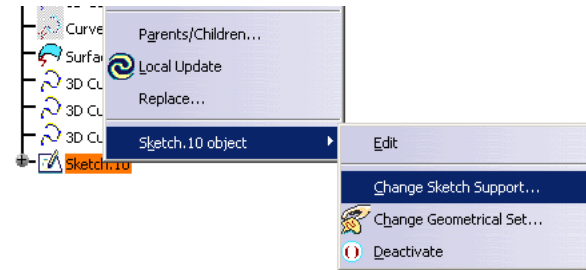 Curve
Surfa
3D Cu
3D Cu
3D Cu
Sketch.10
Parents/Children...
Local Update
Replace...
Sketch.10 object
Edit
Change Sketch Support...
Change Geometrical Set...
Deactivate